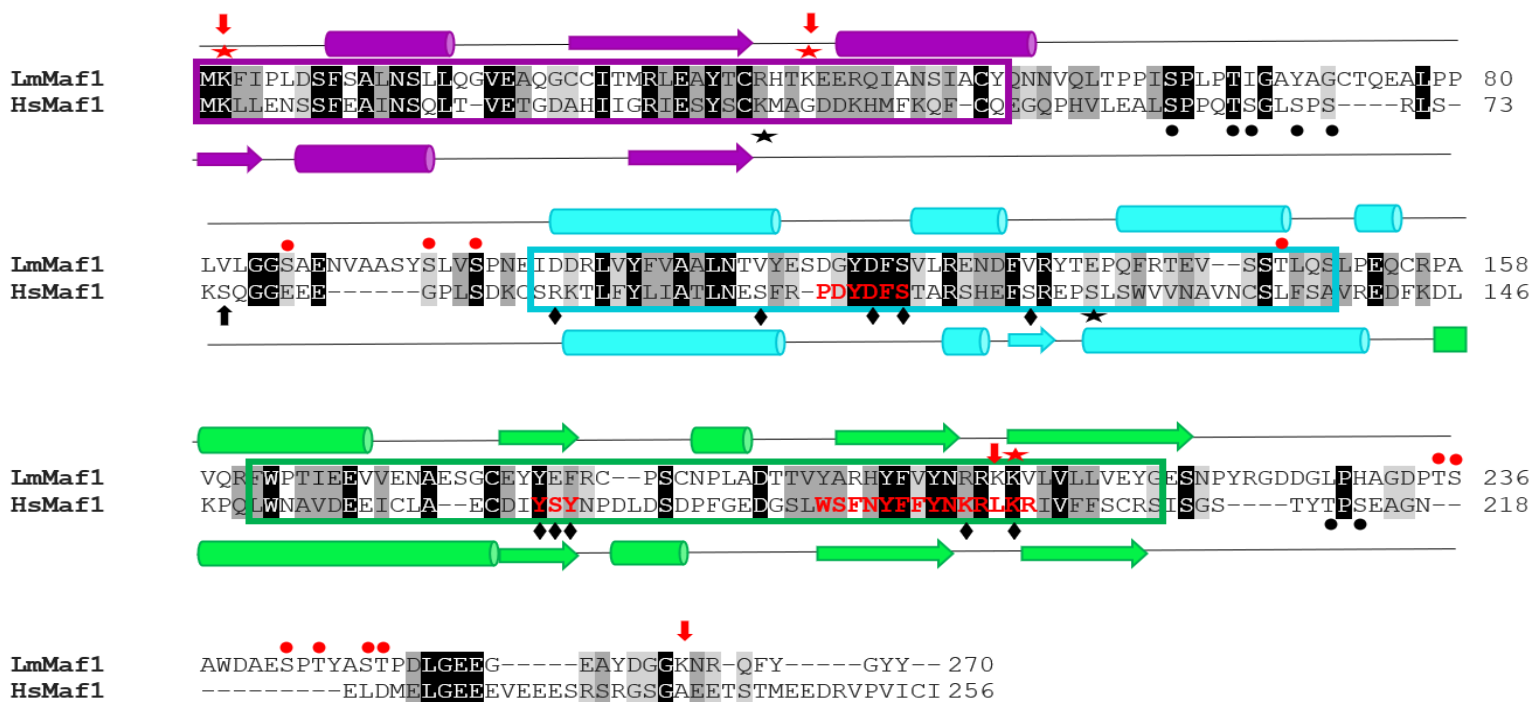 LmMaf1 MKFIPLDSFSALNSLLQGVEAQGCCITMRLEAYTCRHTKEERQIANSIACYQNNVQLTPPISPLPTIGAYAGCTQEALPP 80
HsMaf1 MKLLENSSFEAINSQLT-VETGDAHIIGRIESYSCKMAGDDKHMFKQF-CQEGQPHVLEALSPPQTSGLSPS----RLS- 73
LmMaf1 LVLGGSAENVAASYSLVSPNEIDDRLVYFVAALNTVYESDGYDFSVLRENDFVRYTEPQFRTEV--SSTLQSLPEQCRPA 158
HsMaf1 KSQGGEEE------GPLSDKCSRKTLFYLIATLNESFR-PDYDFSTARSHEFSREPSLSWVVNAVNCSLFSAVREDFKDL 146
LmMaf1 VQRFWPTIEEVVENAESGCEYYEFRC--PSCNPLADTTVYARHYFVYNRRKKVLVLLVEYGESNPYRGDDGLPHAGDPTS 236
HsMaf1 KPQLWNAVDEEICLA--ECDIYSYNPDLDSDPFGEDGSLWSFNYFFYNKRLKRIVFFSCRSISGS----TYTPSEAGN-- 218
LmMaf1 AWDAESPTYASTPDLGEEG-----EAYDGGKNR-QFY-----GYY-- 270
HsMaf1 ---------ELDMELGEEEVEEESRSRGSGAEETSTMEEDRVPVICI 256